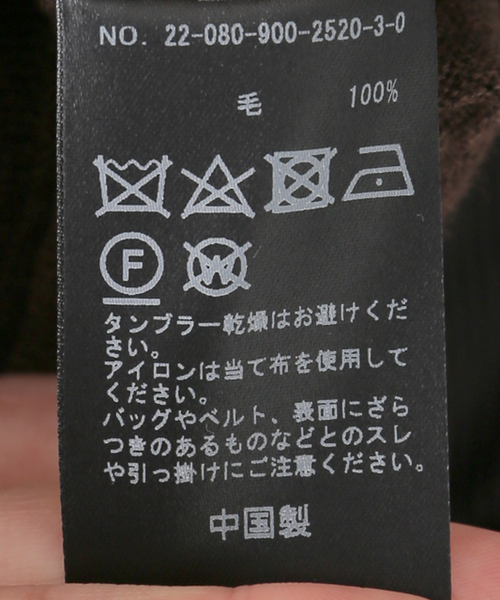 NO. 22-080-900-2520-3-0
毛 100%
F
W
タンブラー乾燥はお避けくだ
さい。
アイロンは当て布を使用して
ください。
バッグやベルト、表面にざら
つきのあるものなどとのスレ
や引っ掛けにご注意ください。
中国製